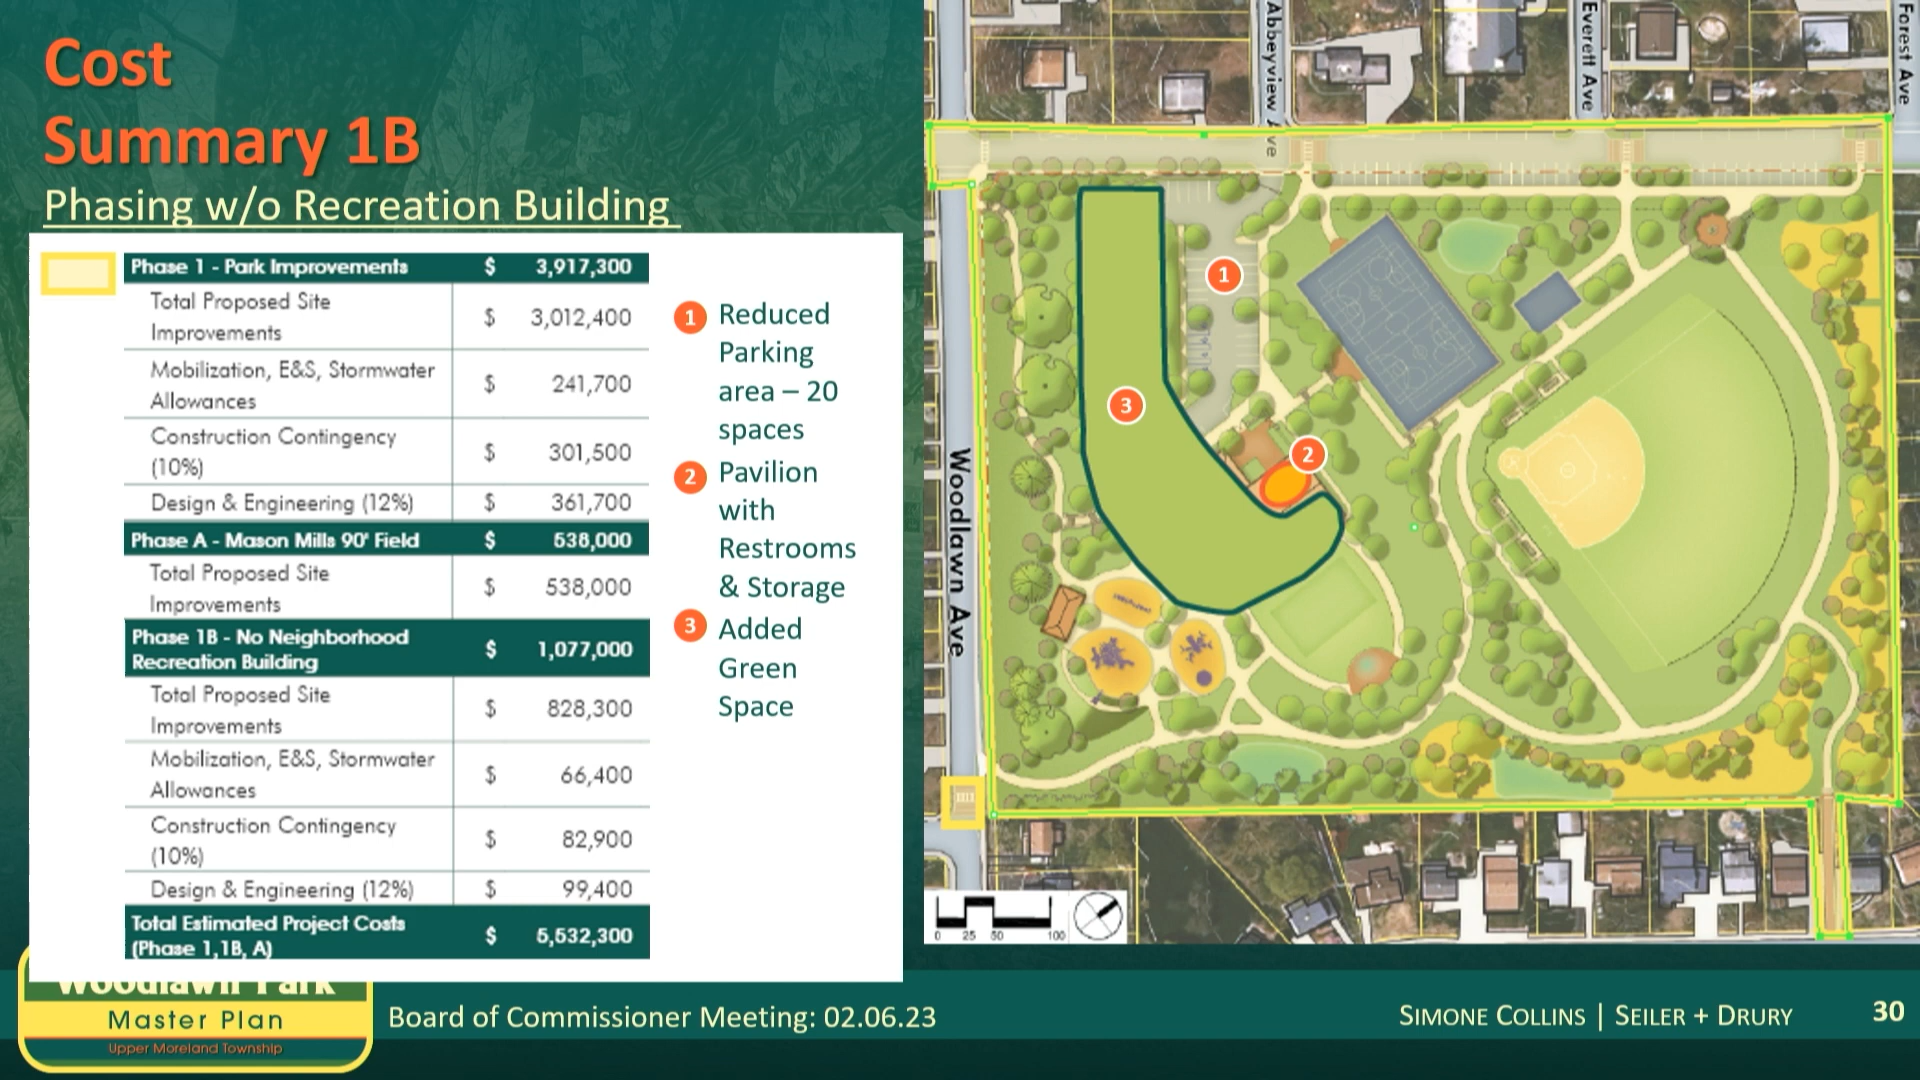 Cost
Summary 1B
Phasing w/o Recreation Building
Phase 1 - Park Improvements $ 3,917,300
Total Proposed Site
Improvements $ 3,012,400
Mobilization, E&S, Stormwater
Allowances $ 241,700
Construction Contingency
(10%) $ 301,500
Design & Engineering (12%) $ 361,700
Phase A - Mason Mills 90' Field $ 538,000
Total Proposed Site
Improvements $ 538,000
Phase 1B - No Neighborhood
Recreation Building $ 1,077,000
Total Proposed Site
Improvements $ 828,300
Mobilization, E&S, Stormwater
Allowances $ 66,400
Construction Contingency
(10%) $ 82,900
Design & Engineering (12%) $ 99,400
Total Estimated Project Costs
(Phase 1,1B, A) $ 5,532,300
1 Reduced
Parking
area – 20
spaces
2 Pavilion
with
Restrooms
& Storage
3 Added
Green
Space
Abbeyview Ave
Everett Ave
Forest Ave
1
3
2
Woodlawn Ave
0 25 50 100
Woodlawn Park
Master Plan
Upper Moreland Township
Board of Commissioner Meeting: 02.06.23
SIMONE COLLINS | SEILER + DRURY
30